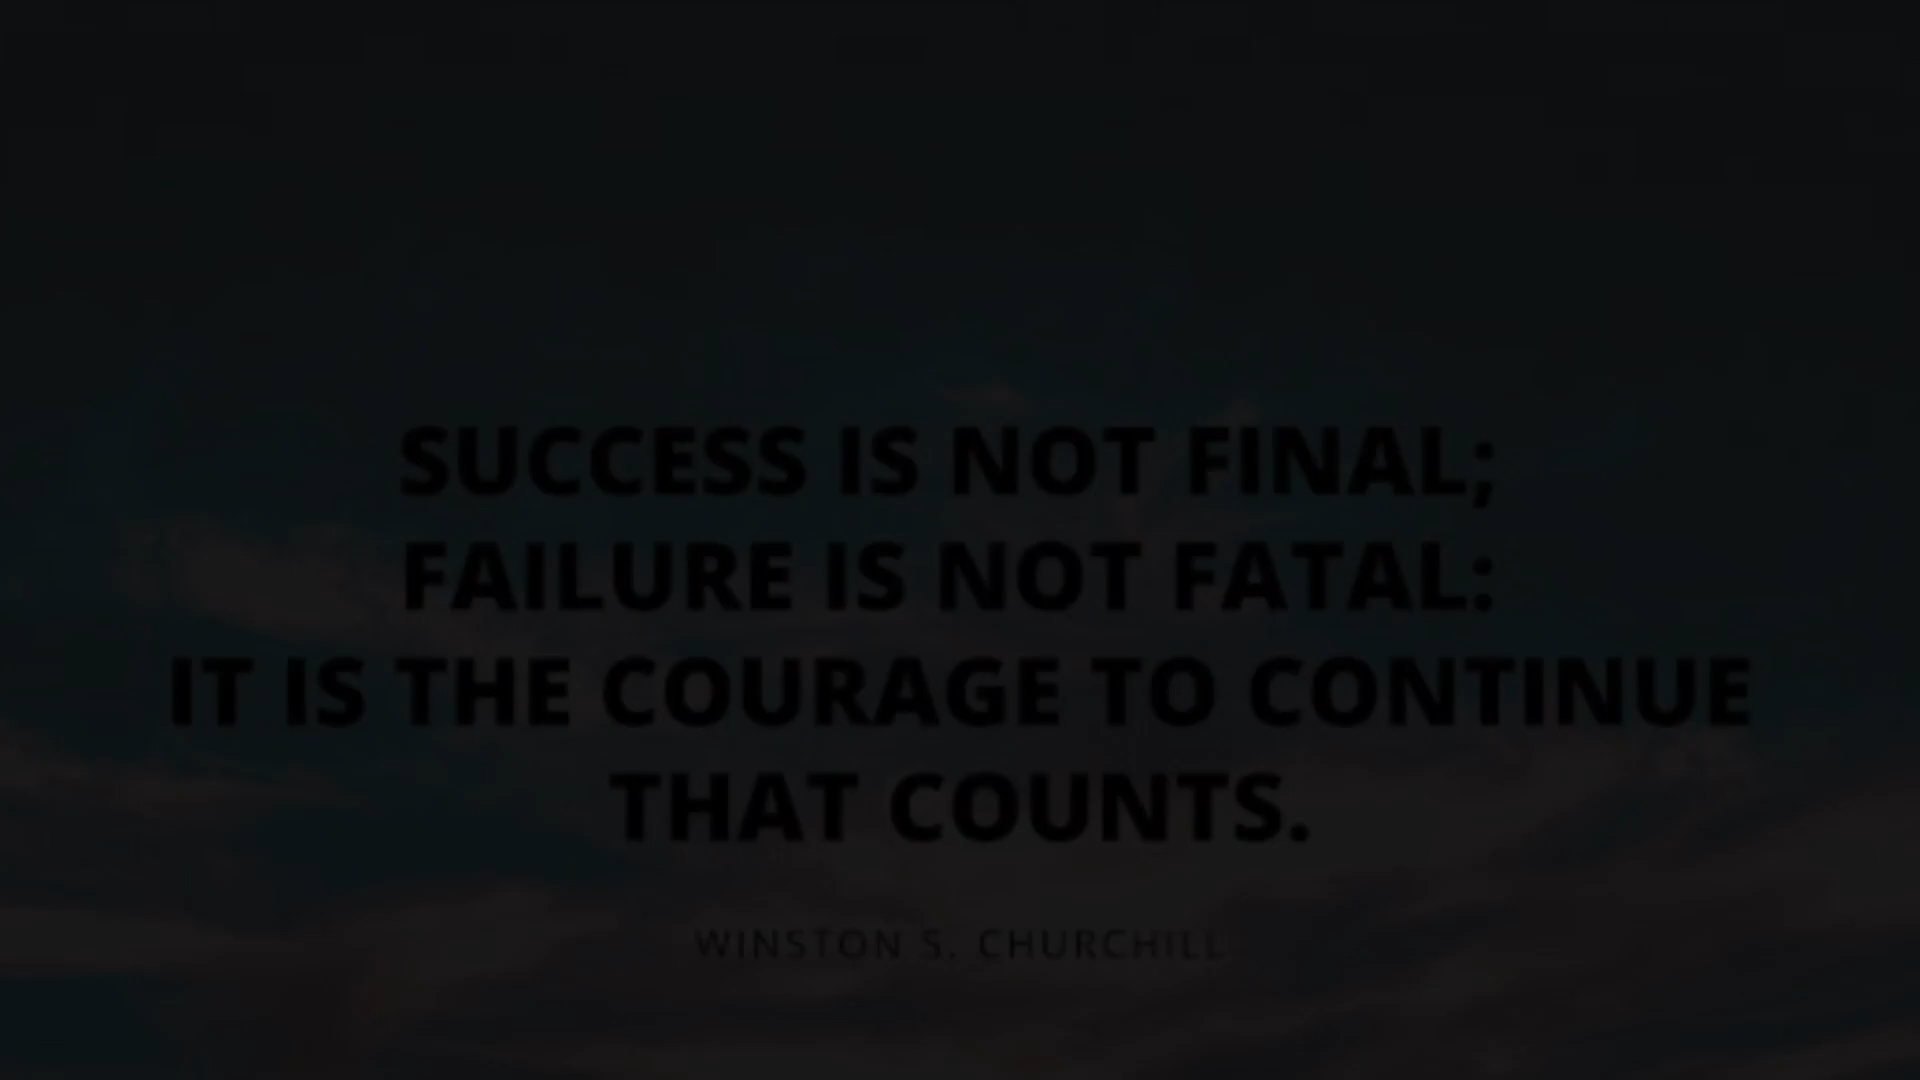 SUCCESS IS NOT FINAL;
FAILURE IS NOT FATAL:
IT IS THE COURAGE TO CONTINUE
THAT COUNTS.
WINSTON S. CHURCHILL